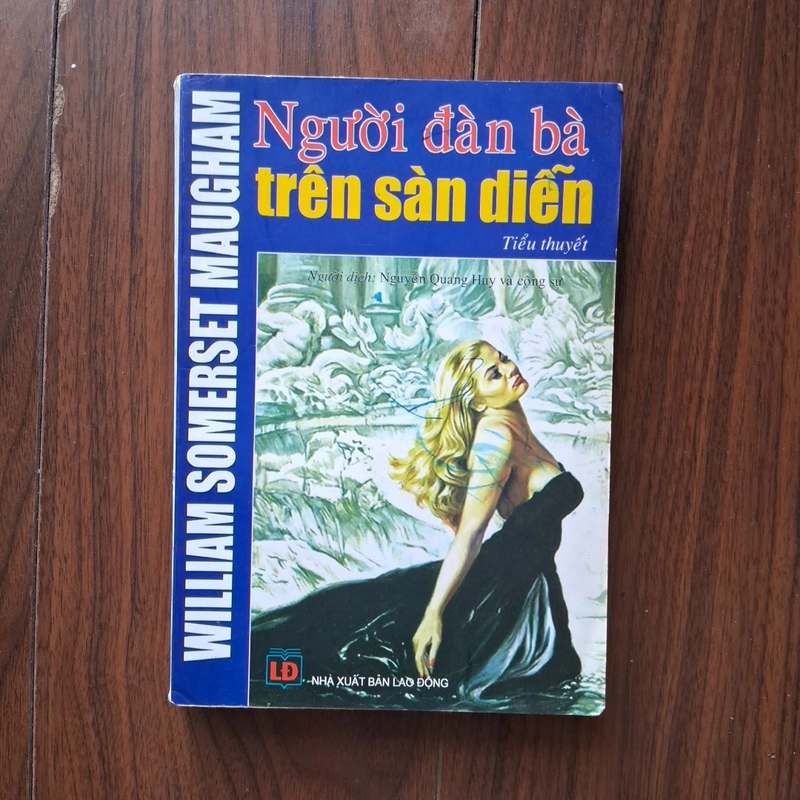 WILLIAM SOMERSET MAUGHAM
Người đàn bà
trên sàn diễn
Tiểu thuyết
Người dịch: Nguyễn Quang Huy và cộng sự
LĐ
NHÀ XUẤT BẢN LAO ĐỘNG